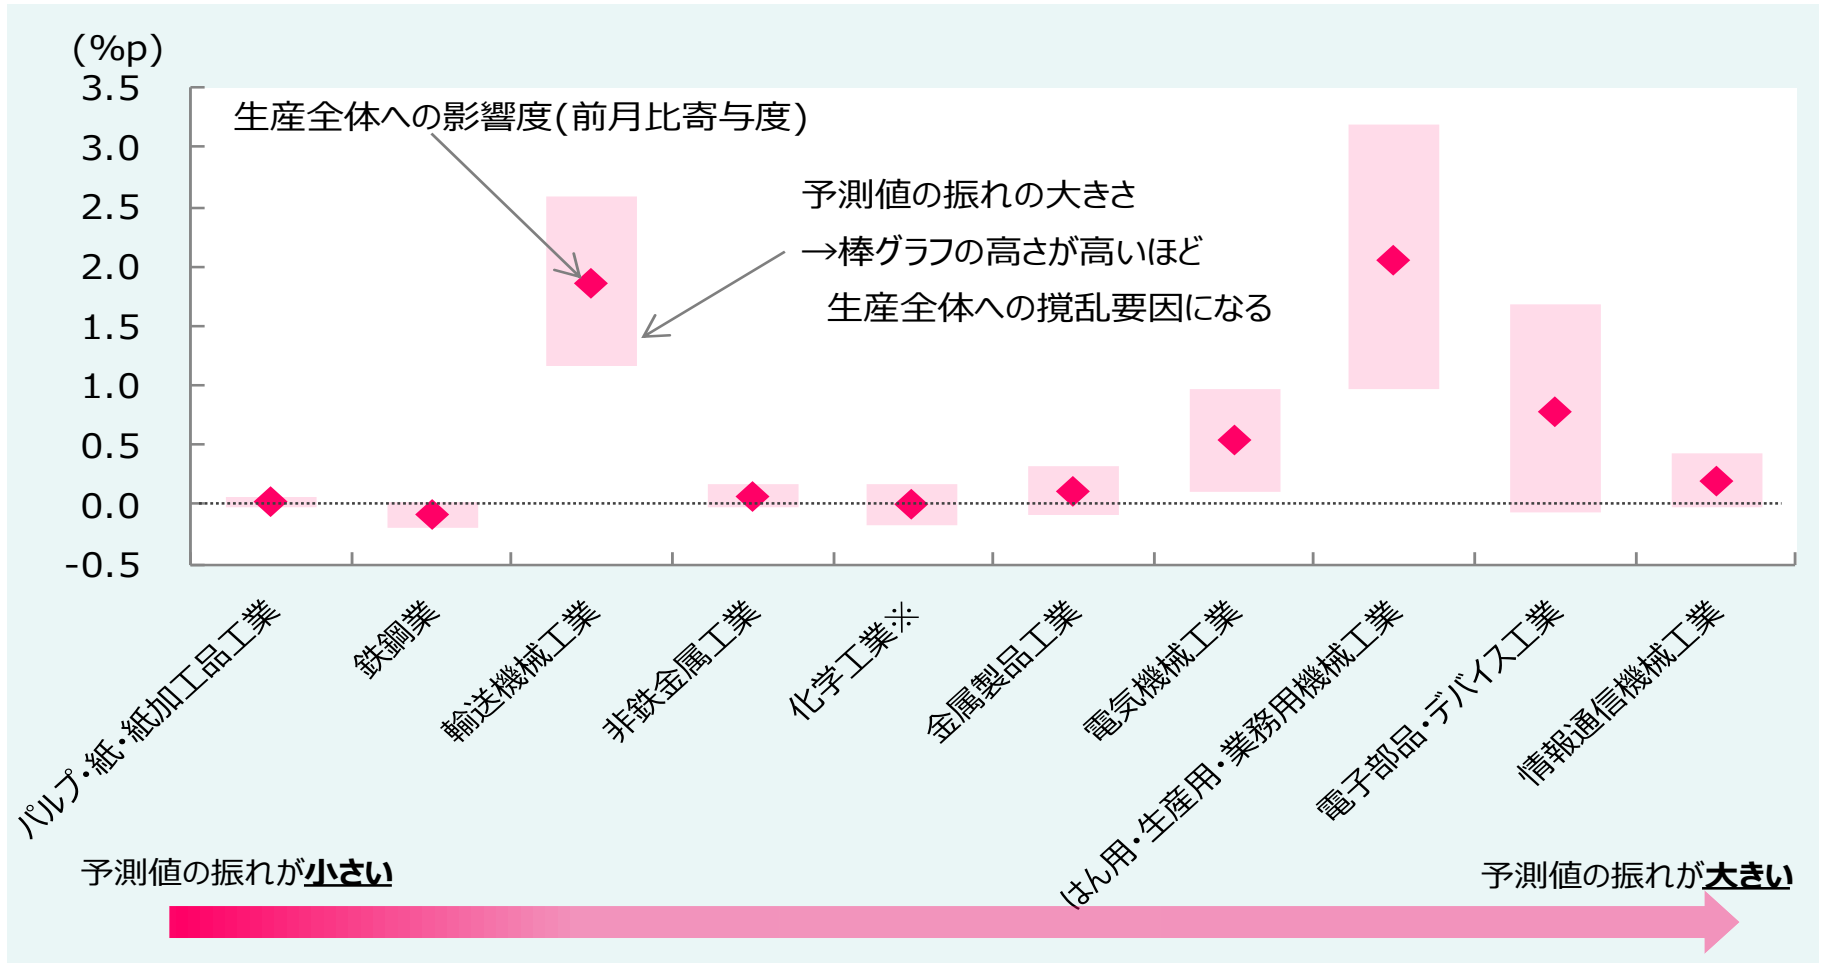 (%p)
3.5
3.0
2.5
2.0
1.5
1.0
0.5
0.0
-0.5
生産全体への影響度(前月比寄与度)
予測値の振れの大きさ
→棒グラフの高さが高いほど
生産全体への撹乱要因になる
パルプ・紙・紙加工品工業
鉄鋼業
輸送機械工業
非鉄金属工業
化学工業※
金属製品工業
電気機械工業
はん用・生産用・業務用機械工業
電子部品・デバイス工業
情報通信機械工業
予測値の振れが小さい
予測値の振れが大きい